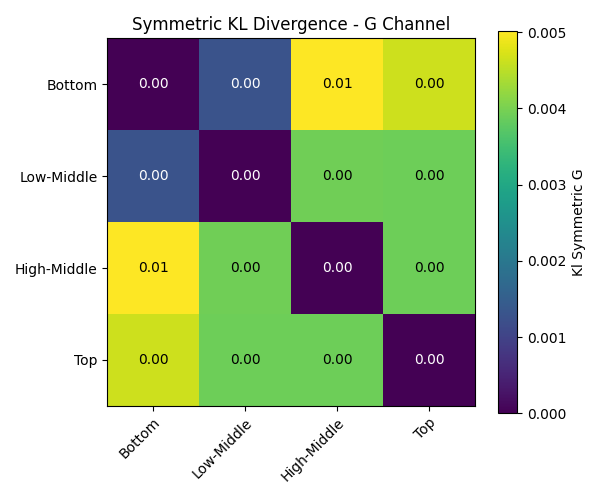 Symmetric KL Divergence - G Channel
Bottom 0.00 0.00 0.01 0.00
Low-Middle 0.00 0.00 0.00 0.00
High-Middle 0.01 0.00 0.00 0.00
Top 0.00 0.00 0.00 0.00
Bottom Low-Middle High-Middle Top
0.005
0.004
0.003
0.002
0.001
0.000
Kl Symmetric G